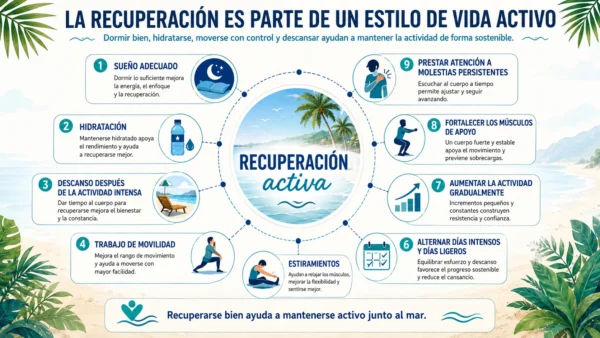 LA RECUPERACIÓN ES PARTE DE UN ESTILO DE VIDA ACTIVO
Dormir bien, hidratarse, moverse con control y descansar ayudan a mantener la actividad de forma sostenible.
1
SUEÑO ADECUADO
Dormir lo suficiente mejora
la energía, el enfoque
y la recuperación.
2
HIDRATACIÓN
Mantenerse hidratado apoya
el rendimiento y ayuda
a recuperarse mejor.
3
DESCANSO DESPUÉS
DE LA ACTIVIDAD INTENSA
Dar tiempo al cuerpo para
recuperarse mejora el bienestar
y la constancia.
4
TRABAJO DE MOVILIDAD
Mejora el rango de movimiento
y ayuda a moverse con
mayor facilidad.
ESTIRAMIENTOS
Ayudan a relajar los músculos,
mejorar la flexibilidad y
sentirse mejor.
6
ALTERNAR DÍAS INTENSOS
Y DÍAS LIGEROS
Equilibrar esfuerzo y descanso
favorece el progreso sostenible
y reduce el cansancio.
7
AUMENTAR LA ACTIVIDAD
GRADUALMENTE
Incrementos pequeños y
constantes construyen
resistencia y confianza.
8
FORTALECER LOS MÚSCULOS
DE APOYO
Un cuerpo fuerte y estable
apoya el movimiento y
previene sobrecargas.
9
PRESTAR ATENCIÓN A
MOLESTIAS PERSISTENTES
Escuchar al cuerpo a tiempo
permite ajustar y seguir
avanzando.
RECUPERACIÓN
activa
Recuperarse bien ayuda a mantenerse activo junto al mar.